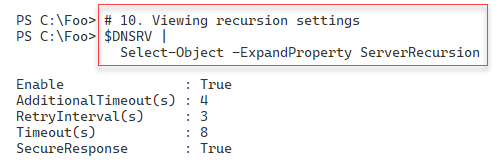 PS C:\Foo> # 10. Viewing recursion settings
PS C:\Foo> $DNSRV |
Select-Object -ExpandProperty ServerRecursion
Enable : True
AdditionalTimeout(s) : 4
RetryInterval(s) : 3
Timeout(s) : 8
SecureResponse : True